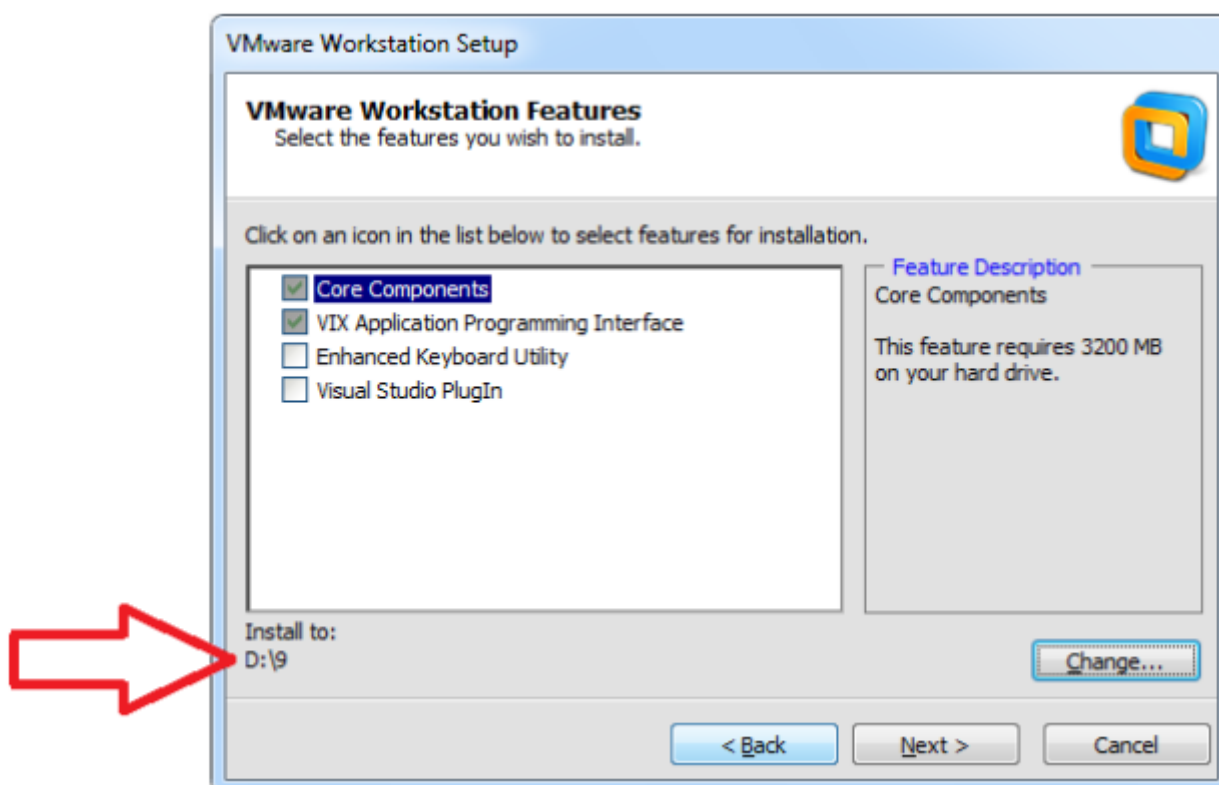 VMware Workstation Setup
VMware Workstation Features
Select the features you wish to install.
Click on an icon in the list below to select features for installation.
Core Components
VIX Application Programming Interface
Enhanced Keyboard Utility
Visual Studio PlugIn
Feature Description
Core Components
This feature requires 3200 MB
on your hard drive.
Install to:
D:\9
Change...
< Back
Next >
Cancel